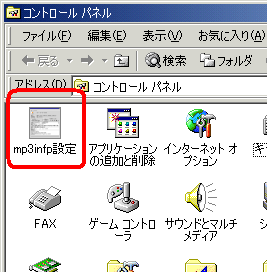 コントロール パネル
ファイル(F) 編集(E) 表示(V) お気に入り(A)
戻る 検索 フォルダ
アドレス(D) コントロール パネル
mp3infp設定 アプリケーション
の追加と削除 インターネット オ
プション
FAX ゲーム コントロ
ーラ サウンドとマルチ
メディア